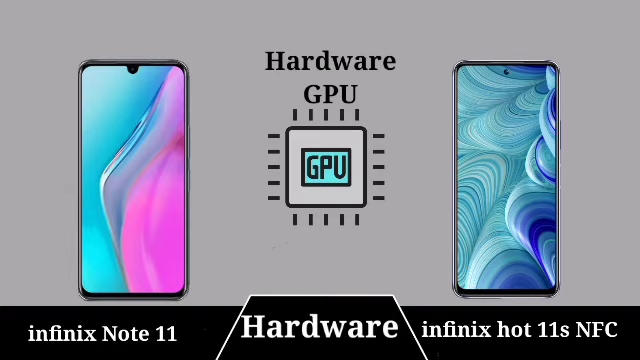 Hardware
GPU
GPU
infinix Note 11
Hardware
infinix hot 11s NFC